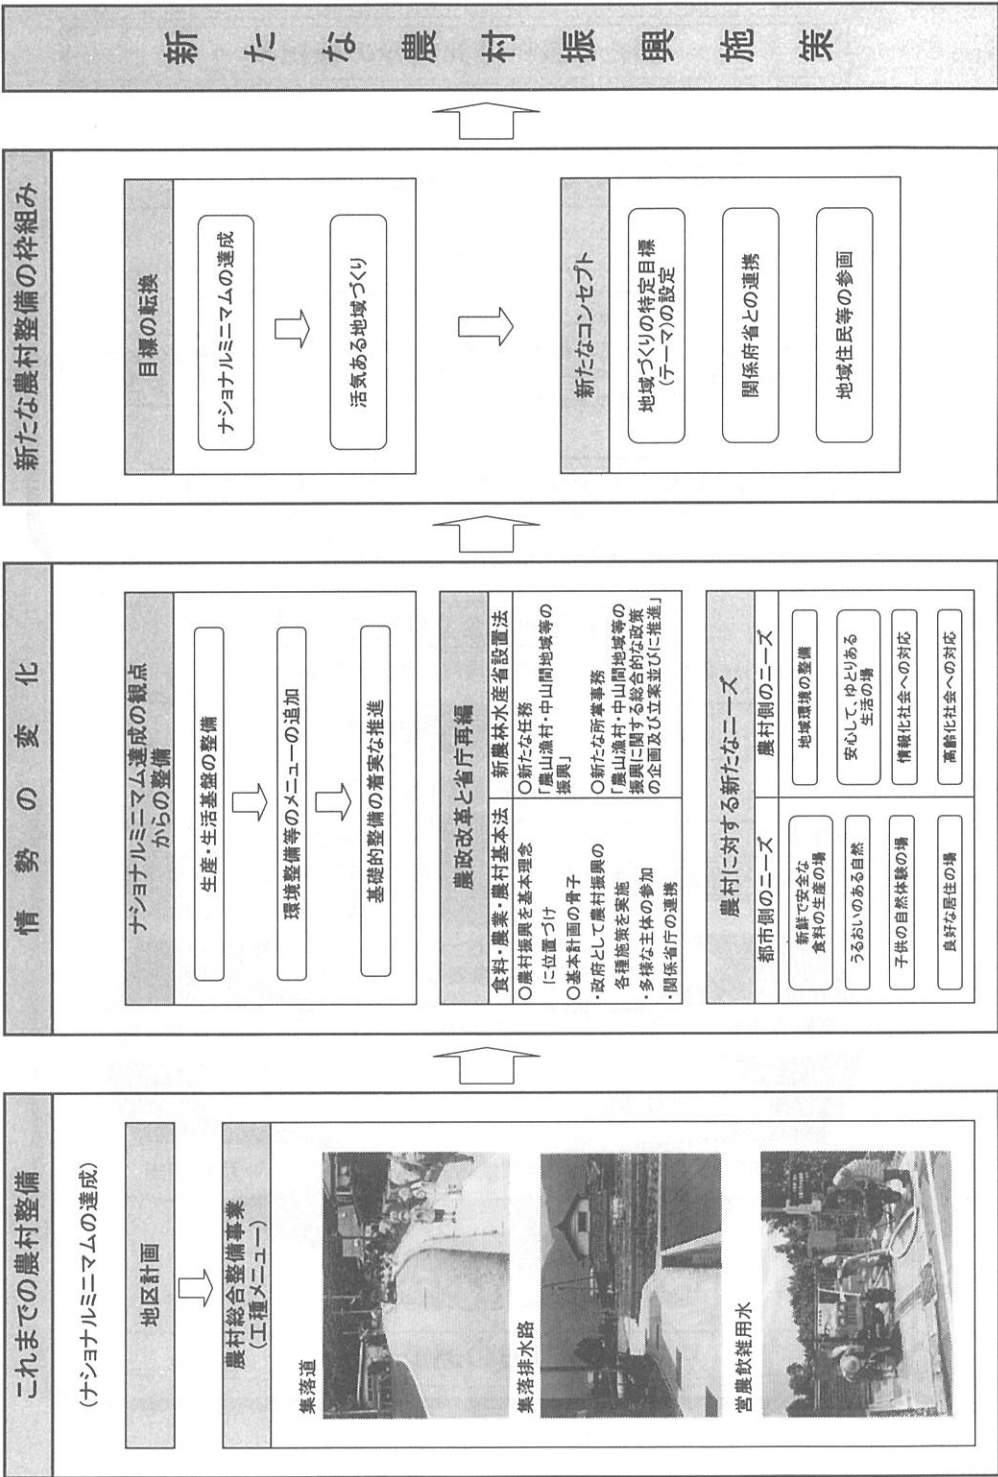 これまでの農村整備
(ナショナルミニマムの達成)
地区計画
農村総合整備事業
(工種メニュー)
集落道
集落排水路
営農飲雑用水
情勢の変化
ナショナルミニマム達成の観点
からの整備
生産・生活基盤の整備
環境整備等のメニューの追加
基礎的整備の着実な推進
農政改革と省庁再編
食料・農業・農村基本法
○農村振興を基本理念
に位置づけ
○基本計画の骨子
・政府として農村振興の
各種施策を実施
・多様な主体の参加
・関係省庁の連携
新農林水産省設置法
○新たな任務
「農山漁村・中山間地域等の
振興」
○新たな所掌事務
「農山漁村・中山間地域等の
振興に関する総合的な政策
の企画及び立案並びに推進」
農村に対する新たなニーズ
都市側のニーズ
新鮮で安全な
食料の生産の場
うるおいのある自然
子供の自然体験の場
良好な居住の場
農村側のニーズ
地域環境の整備
安心して、ゆとりある
生活の場
情報化社会への対応
高齢化社会への対応
新たな農村整備の枠組み
目標の転換
ナショナルミニマムの達成
活気ある地域づくり
新たなコンセプト
地域づくりの特定目標
(テーマ)の設定
関係府省との連携
地域住民等の参画
新たな農村振興施策